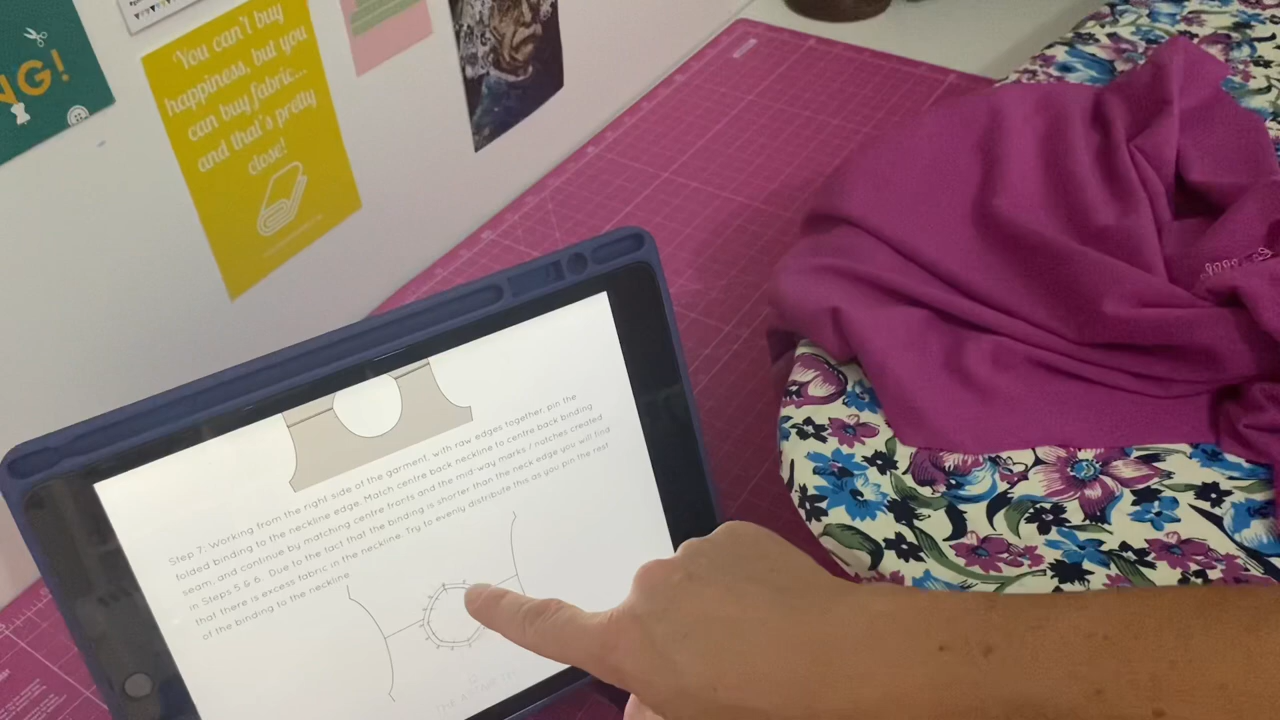 NG!
You can't buy
happiness, but you
can buy fabric...
and that's pretty
close!
Step 7: Working from the right side of the garment, with raw edges together, pin the
folded binding to the neckline edge. Match centre back neckline to centre back binding
seam, and continue by matching centre fronts and the mid-way marks / notches created
in Steps 5 & 6. Due to the fact that the binding is shorter than the neck edge you will find
that there is excess fabric in the neckline. Try to evenly distribute this as you pin the rest
of the binding to the neckline.
THE